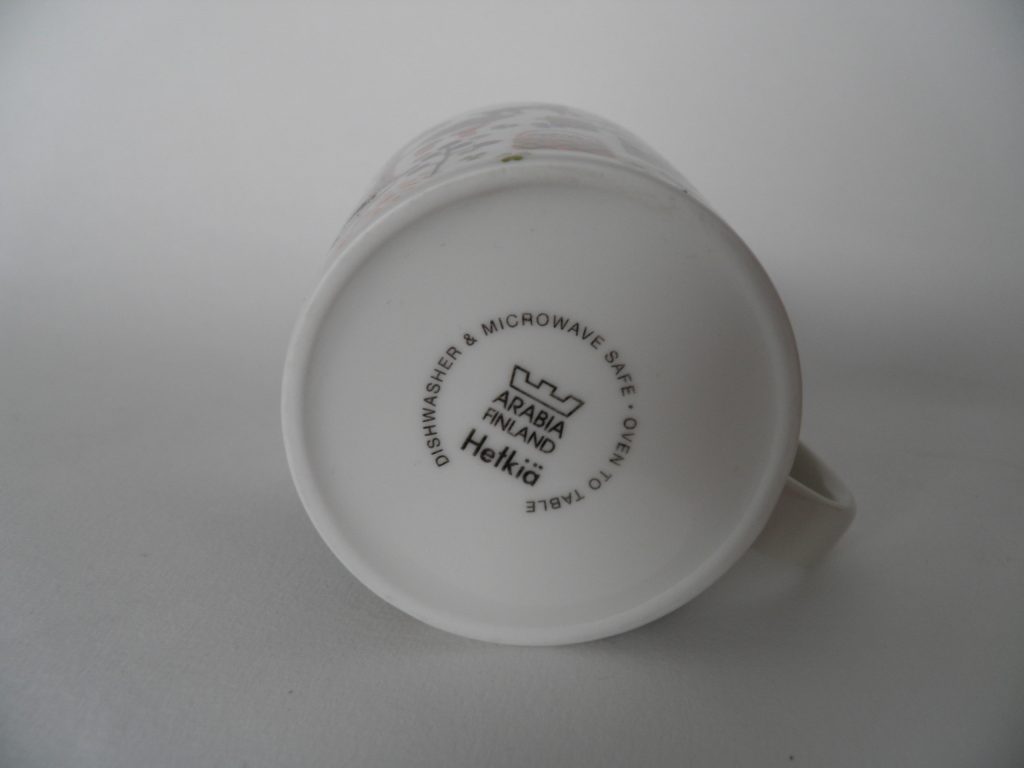 DISHWASHER & MICROWAVE SAFE · OVEN TO TABLE
ARABIA
FINLAND
Hetkiä